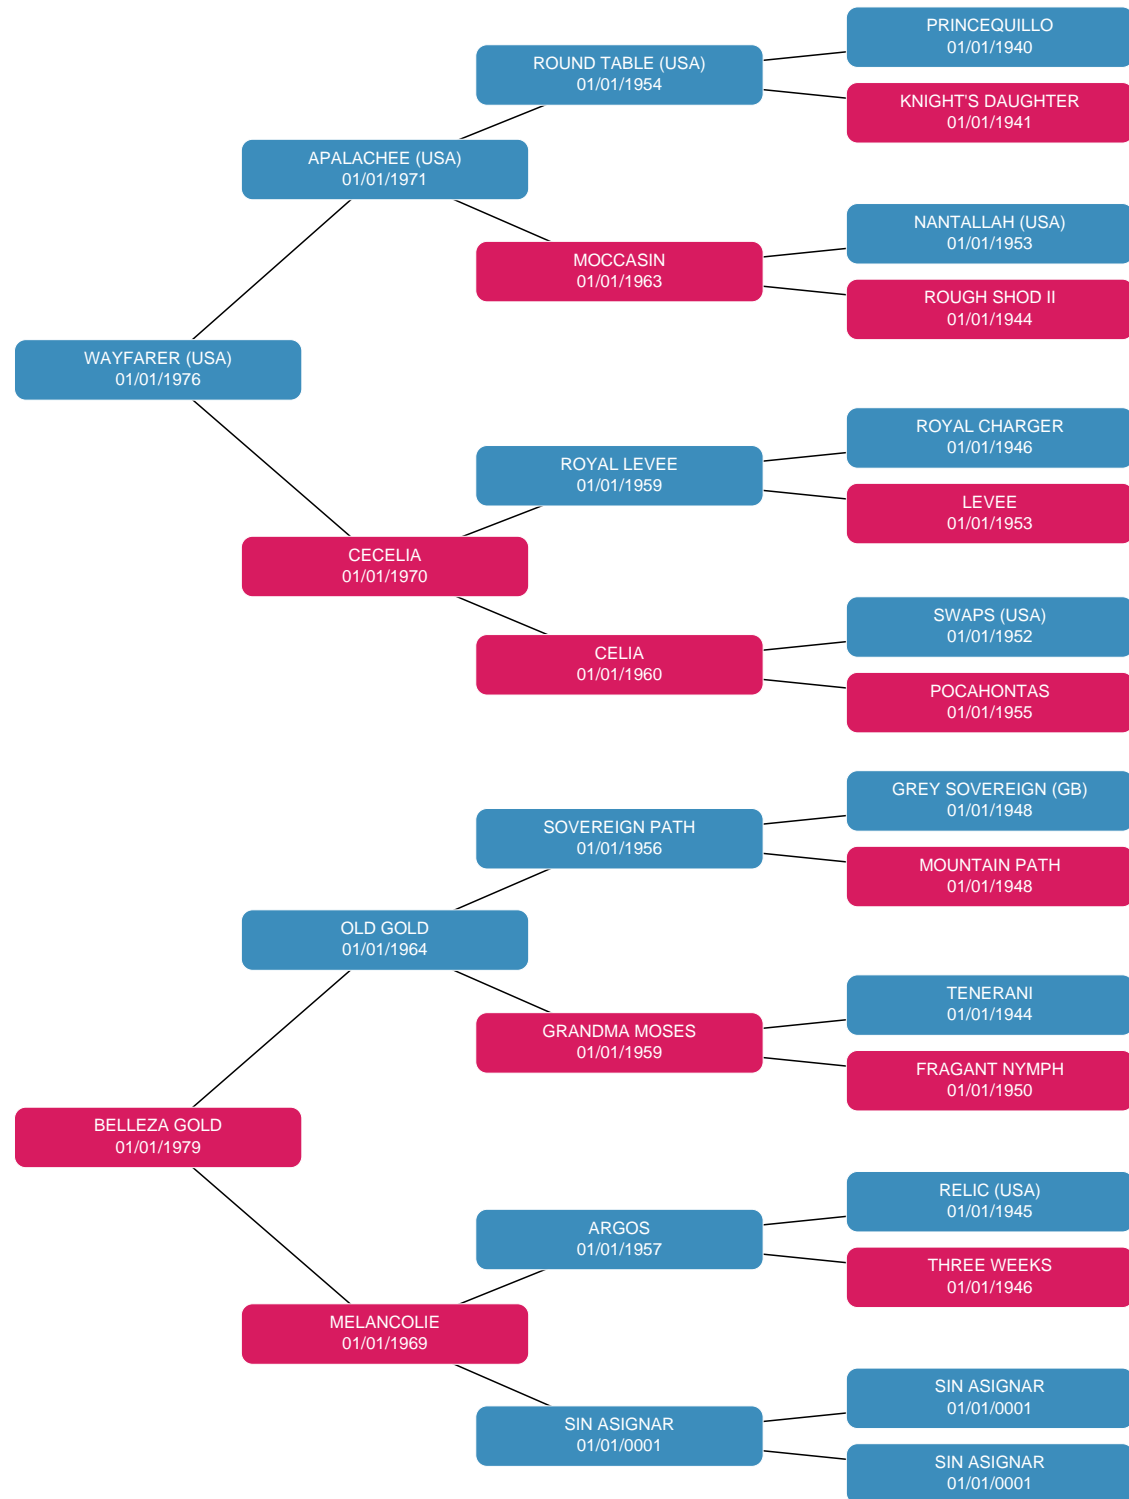 PRINCEQUILLO
01/01/1940
ROUND TABLE (USA)
01/01/1954
KNIGHT'S DAUGHTER
01/01/1941
APALACHEE (USA)
01/01/1971
NANTALLAH (USA)
01/01/1953
MOCCASIN
01/01/1963
ROUGH SHOD II
01/01/1944
WAYFARER (USA)
01/01/1976
ROYAL CHARGER
01/01/1946
ROYAL LEVEE
01/01/1959
LEVEE
01/01/1953
CECELIA
01/01/1970
SWAPS (USA)
01/01/1952
CELIA
01/01/1960
POCAHONTAS
01/01/1955
GREY SOVEREIGN (GB)
01/01/1948
SOVEREIGN PATH
01/01/1956
MOUNTAIN PATH
01/01/1948
OLD GOLD
01/01/1964
TENERANI
01/01/1944
GRANDMA MOSES
01/01/1959
FRAGANT NYMPH
01/01/1950
BELLEZA GOLD
01/01/1979
RELIC (USA)
01/01/1945
ARGOS
01/01/1957
THREE WEEKS
01/01/1946
MELANCOLIE
01/01/1969
SIN ASIGNAR
01/01/0001
SIN ASIGNAR
01/01/0001
SIN ASIGNAR
01/01/0001